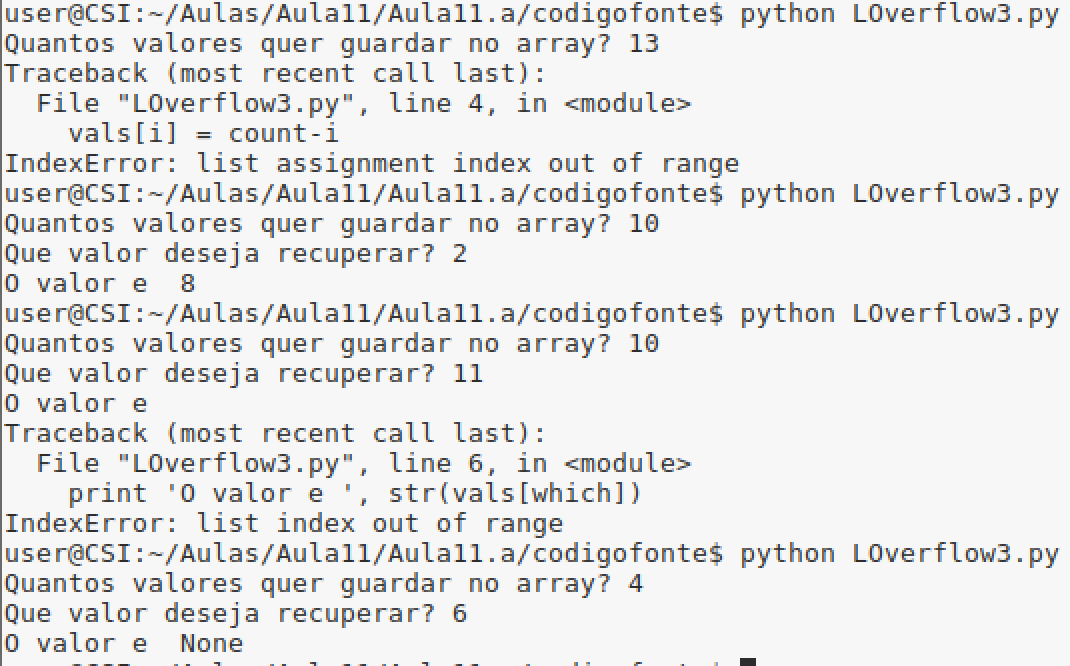 user@CSI:~/Aulas/Aula11/Aula11.a/codigofonte$ python LOverflow3.py
Quantos valores quer guardar no array? 13
Traceback (most recent call last):
  File "LOverflow3.py", line 4, in <module>
    vals[i] = count-i
IndexError: list assignment index out of range
user@CSI:~/Aulas/Aula11/Aula11.a/codigofonte$ python LOverflow3.py
Quantos valores quer guardar no array? 10
Que valor deseja recuperar? 2
O valor e  8
user@CSI:~/Aulas/Aula11/Aula11.a/codigofonte$ python LOverflow3.py
Quantos valores quer guardar no array? 10
Que valor deseja recuperar? 11
O valor e
Traceback (most recent call last):
  File "LOverflow3.py", line 6, in <module>
    print 'O valor e ', str(vals[which])
IndexError: list index out of range
user@CSI:~/Aulas/Aula11/Aula11.a/codigofonte$ python LOverflow3.py
Quantos valores quer guardar no array? 4
Que valor deseja recuperar? 6
O valor e  None